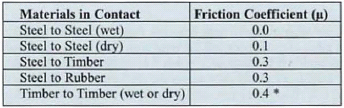 Materials in Contact Friction Coefficient (μ)
Steel to Steel (wet) 0.0
Steel to Steel (dry) 0.1
Steel to Timber 0.3
Steel to Rubber 0.3
Timber to Timber (wet or dry) 0.4 *